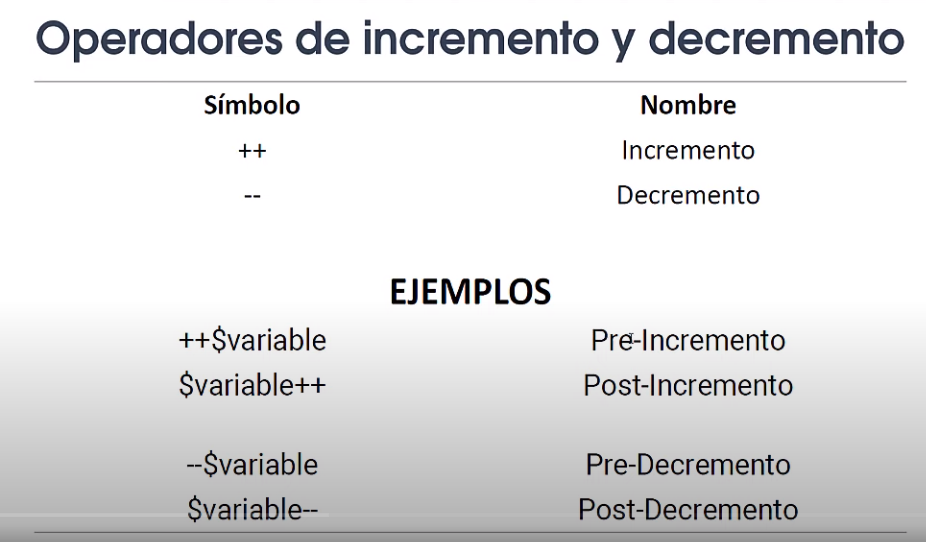 Operadores de incremento y decremento
Símbolo Nombre
++ Incremento
-- Decremento
EJEMPLOS
++$variable Pre-Incremento
$variable++ Post-Incremento
--$variable Pre-Decremento
$variable-- Post-Decremento